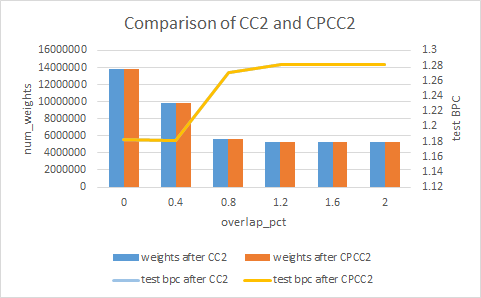 Comparison of CC2 and CPCC2
num_weights
16000000
14000000
12000000
10000000
8000000
6000000
4000000
2000000
0
1.3
1.28
1.26
1.24
1.22
1.2
1.18
1.16
1.14
1.12
test BPC
0 0.4 0.8 1.2 1.6 2
overlap_pct
weights after CC2 weights after CPCC2
test bpc after CC2 test bpc after CPCC2